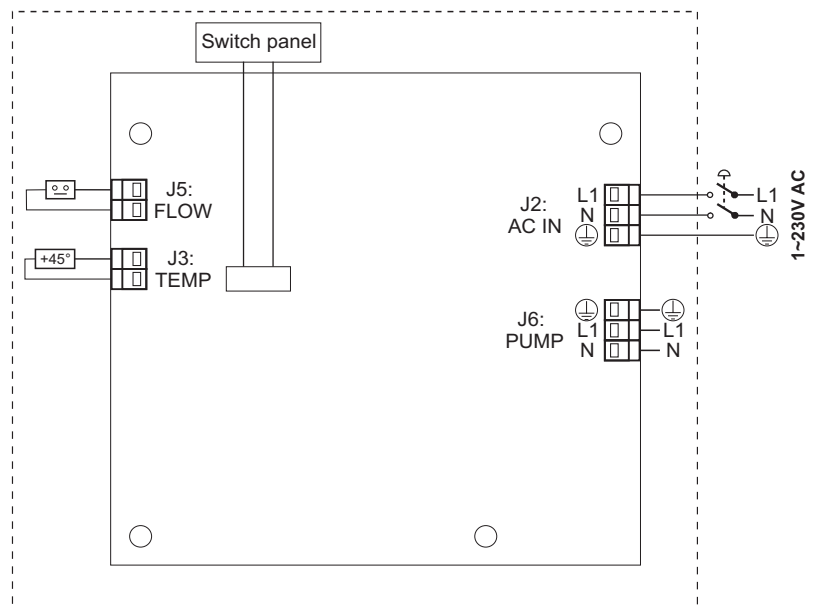 Switch panel
J5:
FLOW
+45°
J3:
TEMP
J2:
AC IN
L1
N
L1
N
1~230V AC
J6:
PUMP
L1
N
L1
N